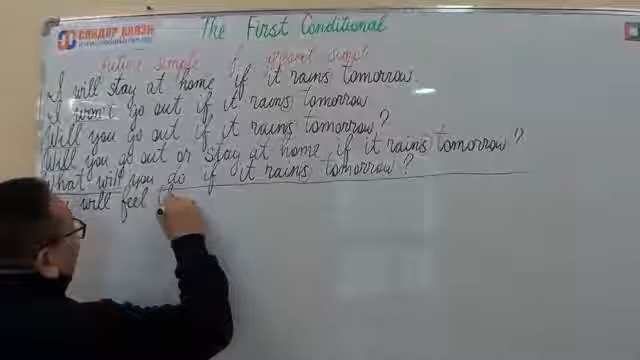 САНДАР КВАЗИ
The First Conditional
future simple if present simple
I will stay at home if it rains tomorrow.
I won't go out if it rains tomorrow
Will you go out if it rains tomorrow?
Will you go out or stay at home if it rains tomorrow?
What will you do if it rains tomorrow?
will feel